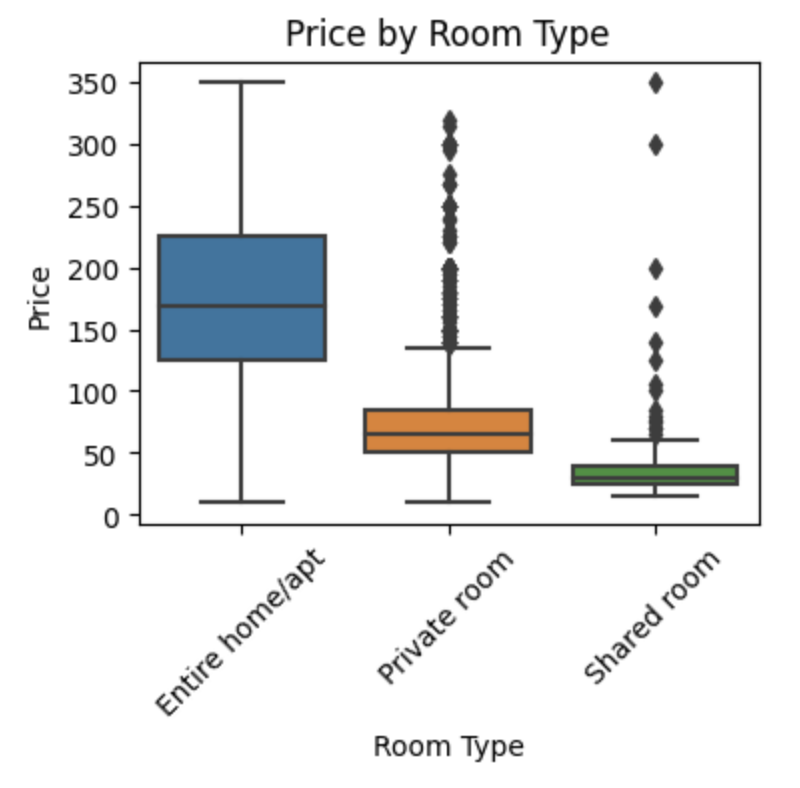 Price by Room Type
350
300
250
200
150
100
50
0
Price
Entire home/apt
Private room
Shared room
Room Type